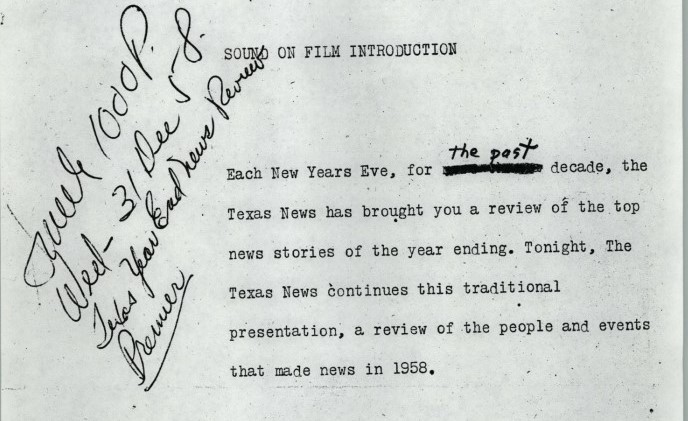 1000P.
Wed - 31 Dec 58.
Texas Year End News Review
Premier
SOUND ON FILM INTRODUCTION
the past
Each New Years Eve, for decade, the
Texas News has brought you a review of the top
news stories of the year ending. Tonight, The
Texas News continues this traditional
presentation, a review of the people and events
that made news in 1958.